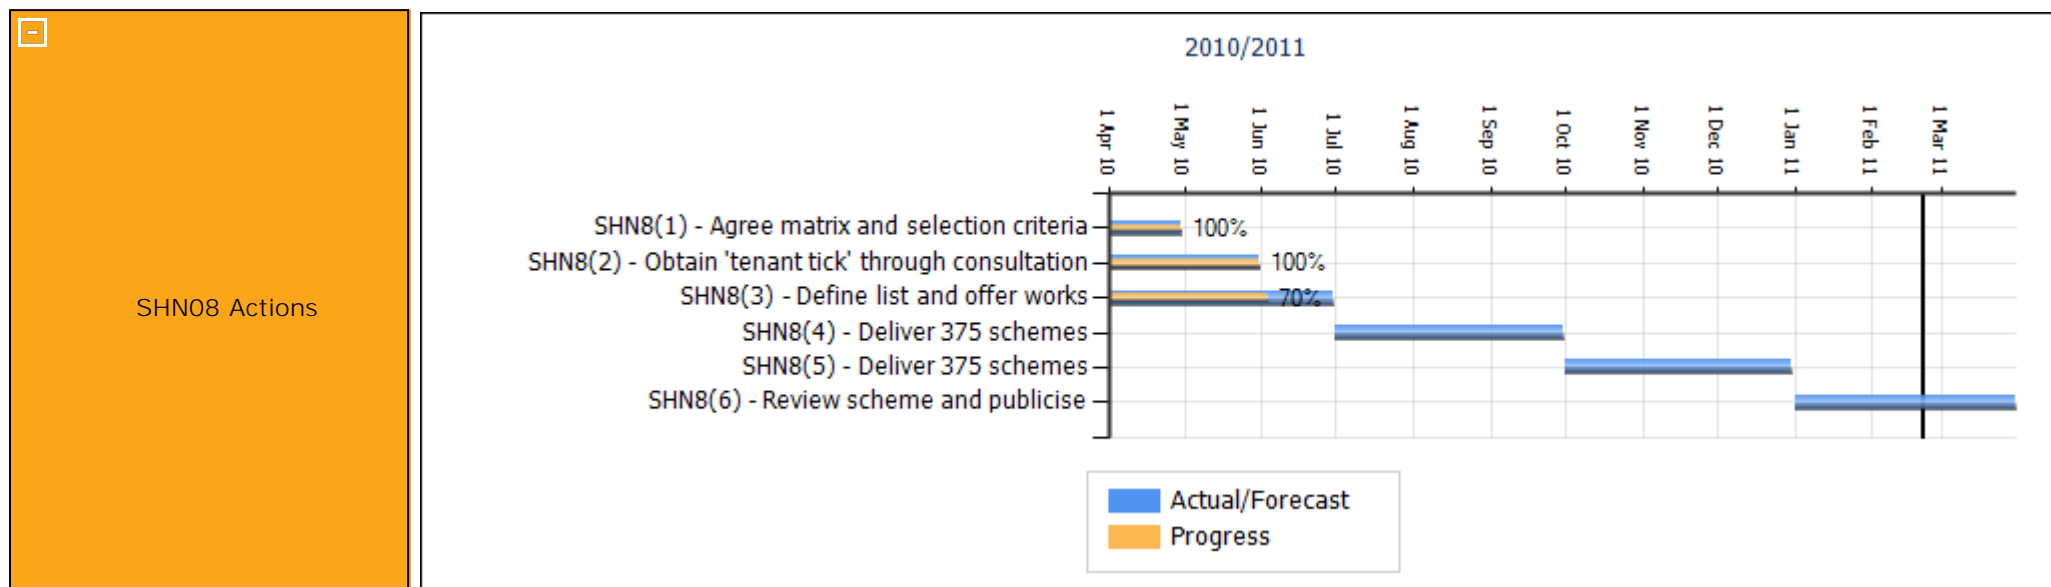 SHN08 Actions
2010/2011
1 Apr 10
1 May 10
1 Jun 10
1 Jul 10
1 Aug 10
1 Sep 10
1 Oct 10
1 Nov 10
1 Dec 10
1 Jan 11
1 Feb 11
1 Mar 11
SHN8(1) - Agree matrix and selection criteria 100%
SHN8(2) - Obtain 'tenant tick' through consultation 100%
SHN8(3) - Define list and offer works 70%
SHN8(4) - Deliver 375 schemes
SHN8(5) - Deliver 375 schemes
SHN8(6) - Review scheme and publicise
Actual/Forecast
Progress